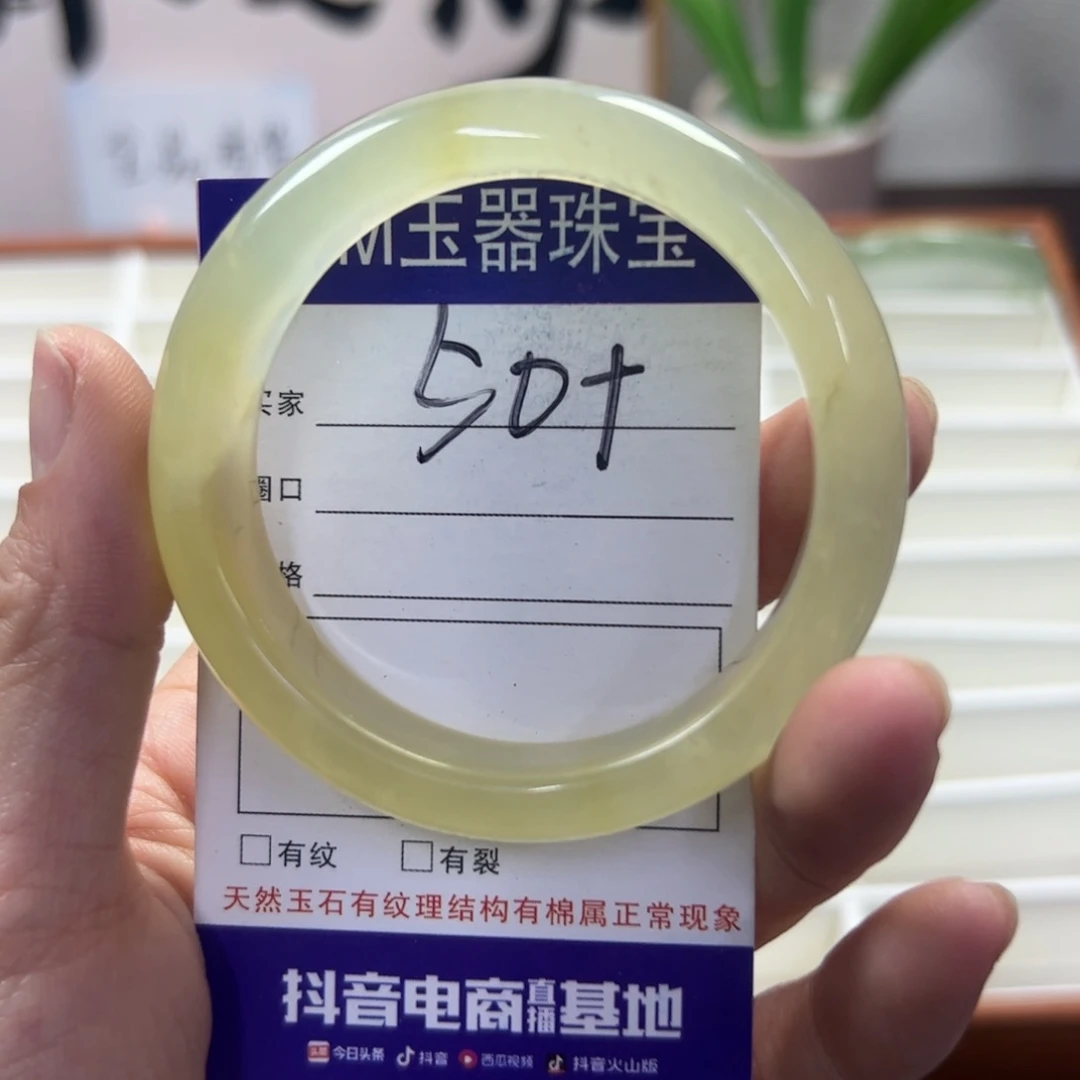 M玉器珠宝
50+
买家
圈口
格
有纹 有裂
天然玉石有纹理结构有棉属正常现象
抖音电商直播基地
今日头条 抖音 西瓜视频 抖音火山版